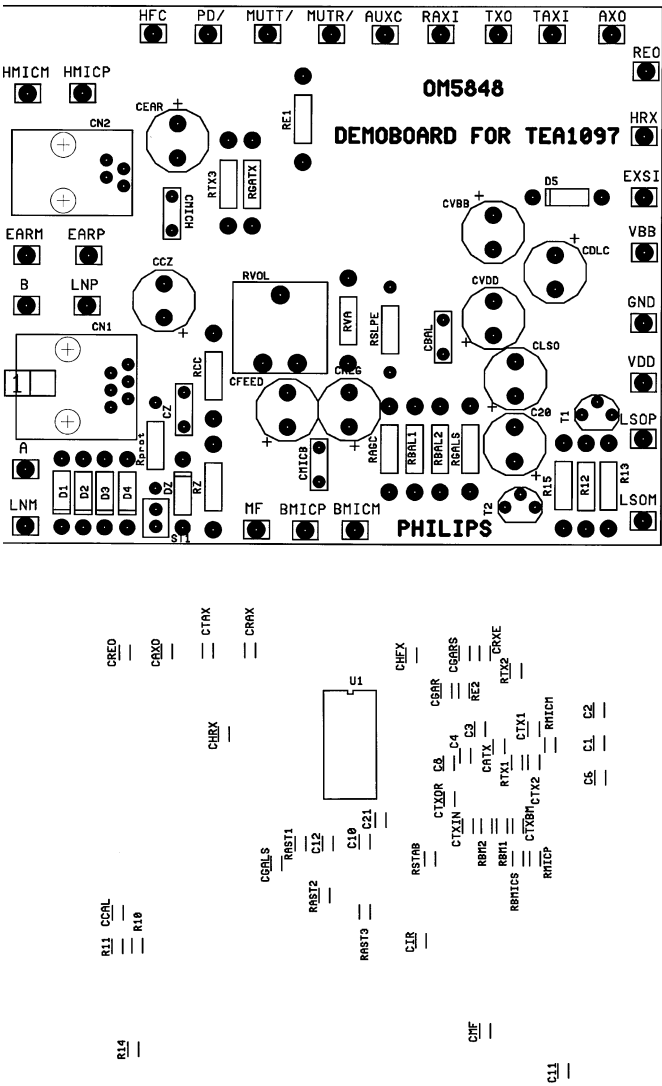 HFC PD/ MUTT/ MUTR/ AUXC RAXI TXO TAXI AXO
REO
HMICM HMICP
CEAR
RE1
OM5848
CN2
DEMOBOARD FOR TEA1097
HRX
RTX3
RGATX
CMICH
D5
EXSI
CVBB
EARM EARP
CDLC
VBB
CCZ
RVOL
B LNP
CVDD
RVA
RSLPE
CBAL
GND
CN1
CLSO
RCC
CFEED
VDD
1
CZ
C20
T1
LSOP
Rprot
CMICB
RAGC
RBAL1
RBAL2
RGALS
A
D1
D2
D3
D4
DZ
RZ
R15
R12
R13
T2
LNM
ST1
MF BMICP BMICM
PHILIPS
LSOM
CREO
CAXO
CTAX
CRAX
CHFX
CGARS
CRXE
RTX2
U1
CGAR
RE2
CHRX
C3
CTX1
RMICM
C2
C4
CATX
C1
C8
RTX1
CTX2
C6
CTXOR
C21
CTXIN
RBM2
RBM1
CTXBM
RAST1
C12
C10
CGALS
RSTAB
RBMICS
RMICP
RAST2
CCAL
R10
R11
RAST3
CIR
R14
CMF
C11